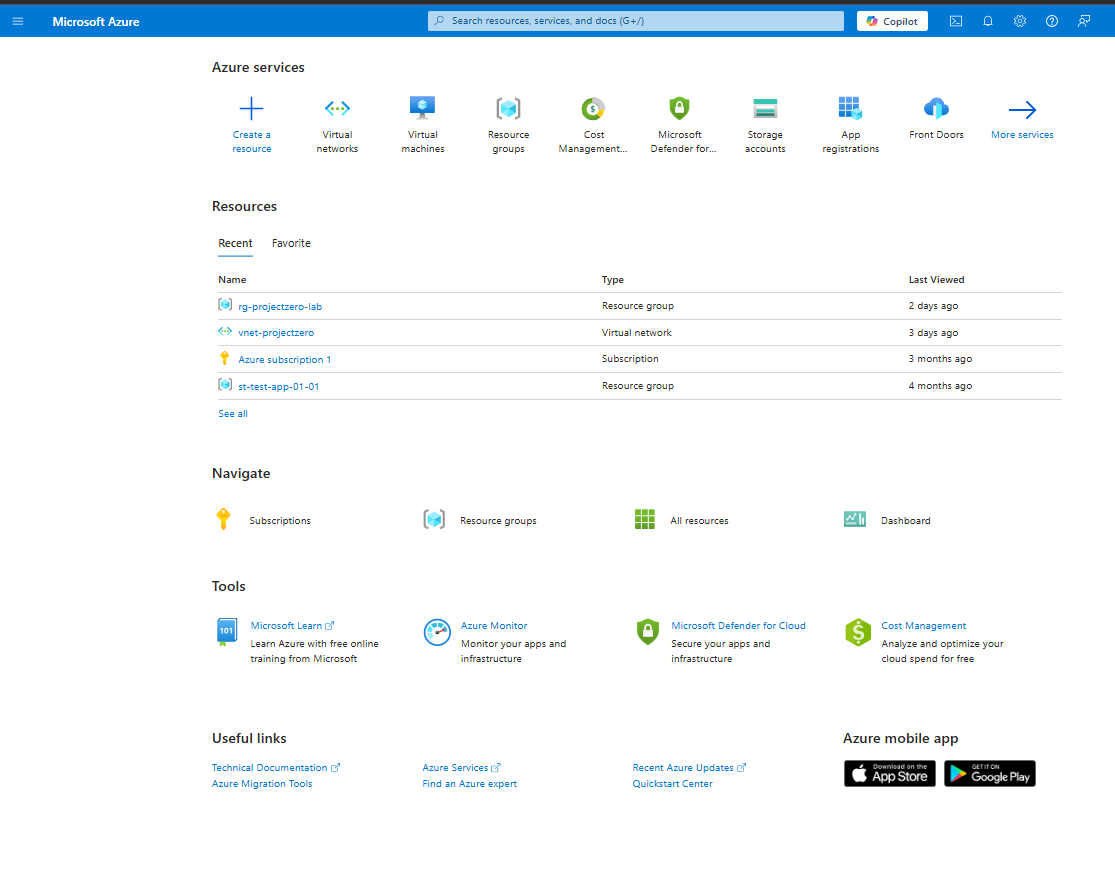 Microsoft Azure
Search resources, services, and docs (G+/)
Copilot
Azure services
Create a
resource
Virtual
networks
Virtual
machines
Resource
groups
Cost
Management...
Microsoft
Defender for...
Storage
accounts
App
registrations
Front Doors
More services
Resources
Recent Favorite
Name Type Last Viewed
rg-projectzero-lab Resource group 2 days ago
vnet-projectzero Virtual network 3 days ago
Azure subscription 1 Subscription 3 months ago
st-test-app-01-01 Resource group 4 months ago
See all
Navigate
Subscriptions Resource groups All resources Dashboard
Tools
101
Microsoft Learn
Learn Azure with free online
training from Microsoft
Azure Monitor
Monitor your apps and
infrastructure
Microsoft Defender for Cloud
Secure your apps and
infrastructure
Cost Management
Analyze and optimize your
cloud spend for free
Useful links
Technical Documentation
Azure Migration Tools
Azure Services
Find an Azure expert
Recent Azure Updates
Quickstart Center
Azure mobile app
Download on the
App Store
GET IT ON
Google Play